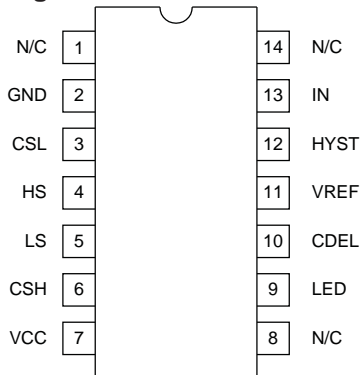 N/C 1 14 N/C
GND 2 13 IN
CSL 3 12 HYST
HS 4 11 VREF
LS 5 10 CDEL
CSH 6 9 LED
VCC 7 8 N/C